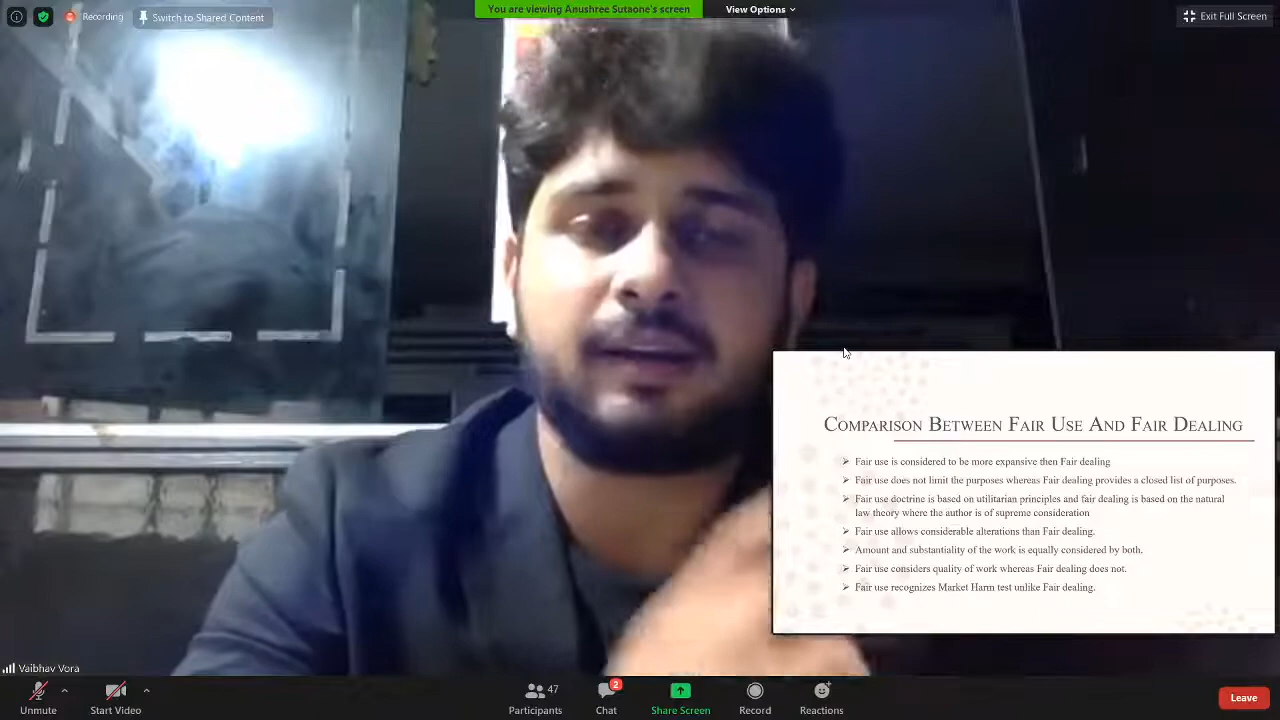 Recording
Switch to Shared Content
You are viewing Anushree Sutaone's screen
View Options
Exit Full Screen
COMPARISON BETWEEN FAIR USE AND FAIR DEALING
➢ Fair use is considered to be more expansive then Fair dealing
➢ Fair use does not limit the purposes whereas Fair dealing provides a closed list of purposes.
➢ Fair use doctrine is based on utilitarian principles and fair dealing is based on the natural
law theory where the author is of supreme consideration
➢ Fair use allows considerable alterations than Fair dealing.
➢ Amount and substantiality of the work is equally considered by both.
➢ Fair use considers quality of work whereas Fair dealing does not.
➢ Fair use recognizes Market Harm test unlike Fair dealing.
Vaibhav Vora
Unmute
Start Video
47
Participants
2
Chat
Share Screen
Record
Reactions
Leave